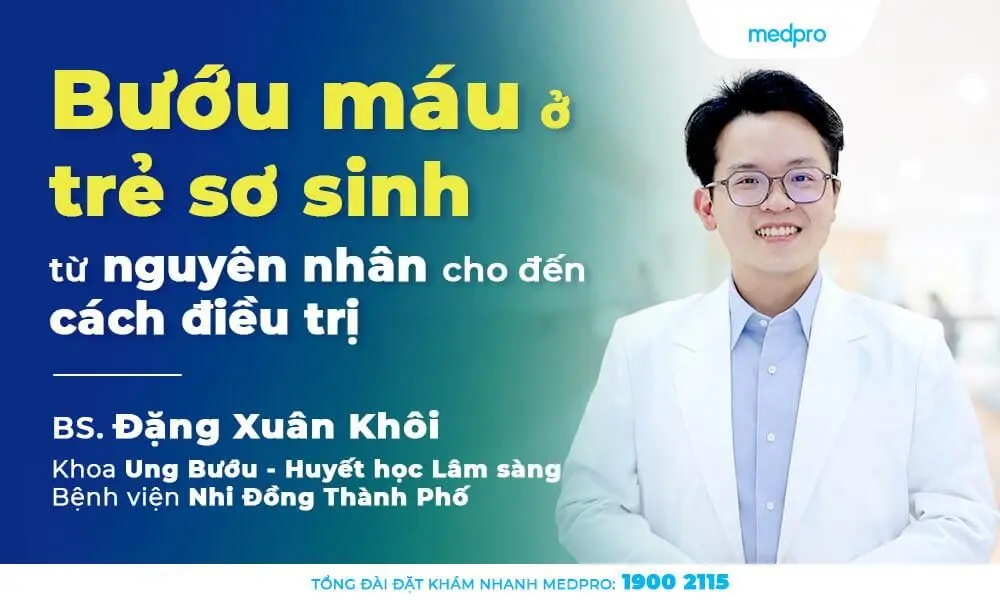 medpro
Bướu máu ở
trẻ sơ sinh
từ nguyên nhân cho đến
cách điều trị
BS. Đặng Xuân Khôi
Khoa Ung Bướu - Huyết học Lâm sàng
Bệnh viện Nhi Đồng Thành Phố
TỔNG ĐÀI ĐẶT KHÁM NHANH MEDPRO: 1900 2115